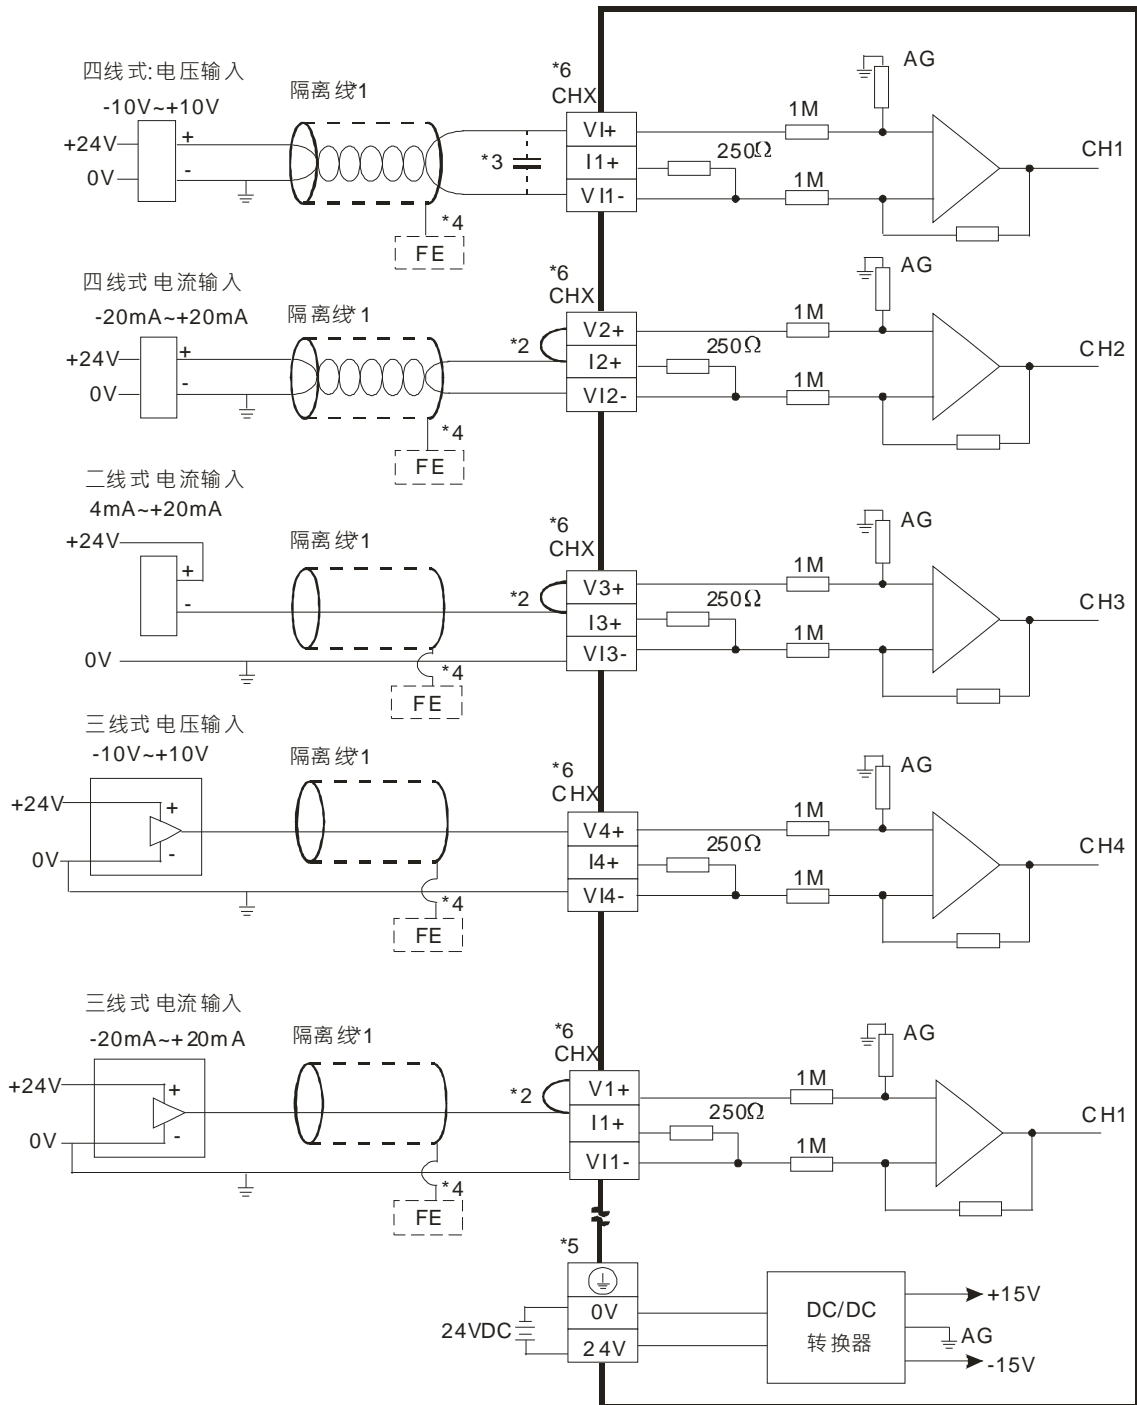 四线式:电压输入
-10V~+10V
+24V
0V
+
-
隔离线*1
*3
*4
FE
*6
CHX
VI+
I1+
VI1-
250Ω
1M
1M
AG
CH1
四线式 电流输入
-20mA~+20mA
+24V
0V
+
-
隔离线*1
*2
*4
FE
*6
CHX
V2+
I2+
VI2-
250Ω
1M
1M
AG
CH2
二线式 电流输入
4mA~+20mA
+24V
+
-
0V
隔离线*1
*2
*4
FE
*6
CHX
V3+
I3+
VI3-
250Ω
1M
1M
AG
CH3
三线式 电压输入
-10V~+10V
+24V
0V
+
-
隔离线*1
*4
FE
*6
CHX
V4+
I4+
VI4-
250Ω
1M
1M
AG
CH4
三线式 电流输入
-20mA~+20mA
+24V
0V
+
-
隔离线*1
*2
*4
FE
*6
CHX
V1+
I1+
VI1-
250Ω
1M
1M
AG
CH1
*5
24VDC
0V
24V
DC/DC
转换器
+15V
AG
-15V